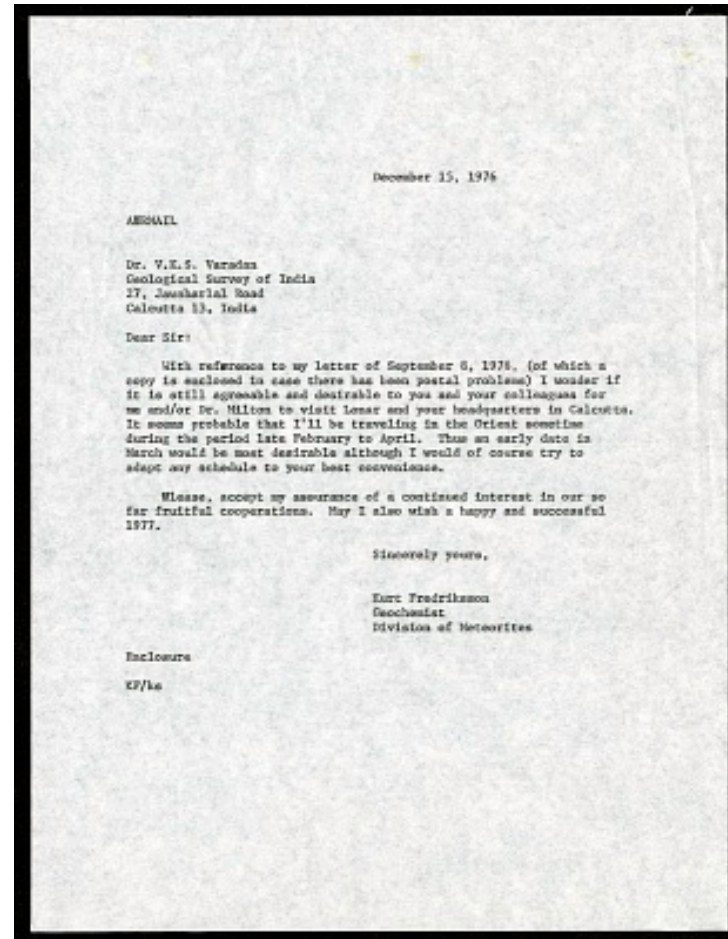 December 15, 1976
AIRMAIL
Dr. V.K.S. Varadan
Geological Survey of India
27, Jawaharlal Road
Calcutta 13, India
Dear Sir:
With reference to my letter of September 8, 1976, (of which a
copy is enclosed in case there has been postal problems) I wonder if
it is still agreeable and desirable to you and your colleagues for
me and/or Dr. Milton to visit Lonar and your headquarters in Calcutta.
It seems probable that I'll be traveling in the Orient sometime
during the period late February to April. Thus an early date in
March would be most desirable although I would of course try to
adapt any schedule to your best convenience.
Please, accept my assurance of a continued interest in our so
far fruitful cooperations. May I also wish a happy and successful
1977.
Sincerely yours,
Kurt Fredriksson
Geochemist
Division of Meteorites
Enclosure
KF/ke